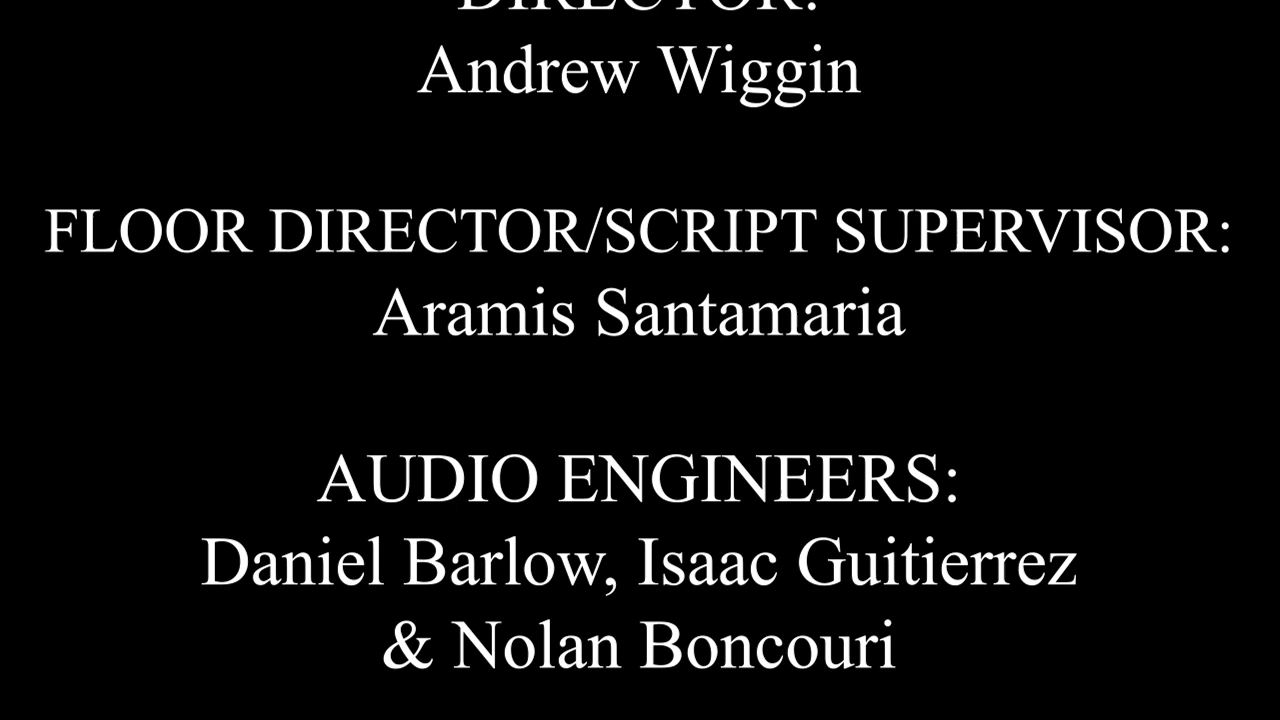 DIRECTOR:
Andrew Wiggin
FLOOR DIRECTOR/SCRIPT SUPERVISOR:
Aramis Santamaria
AUDIO ENGINEERS:
Daniel Barlow, Isaac Guitierrez
& Nolan Boncouri